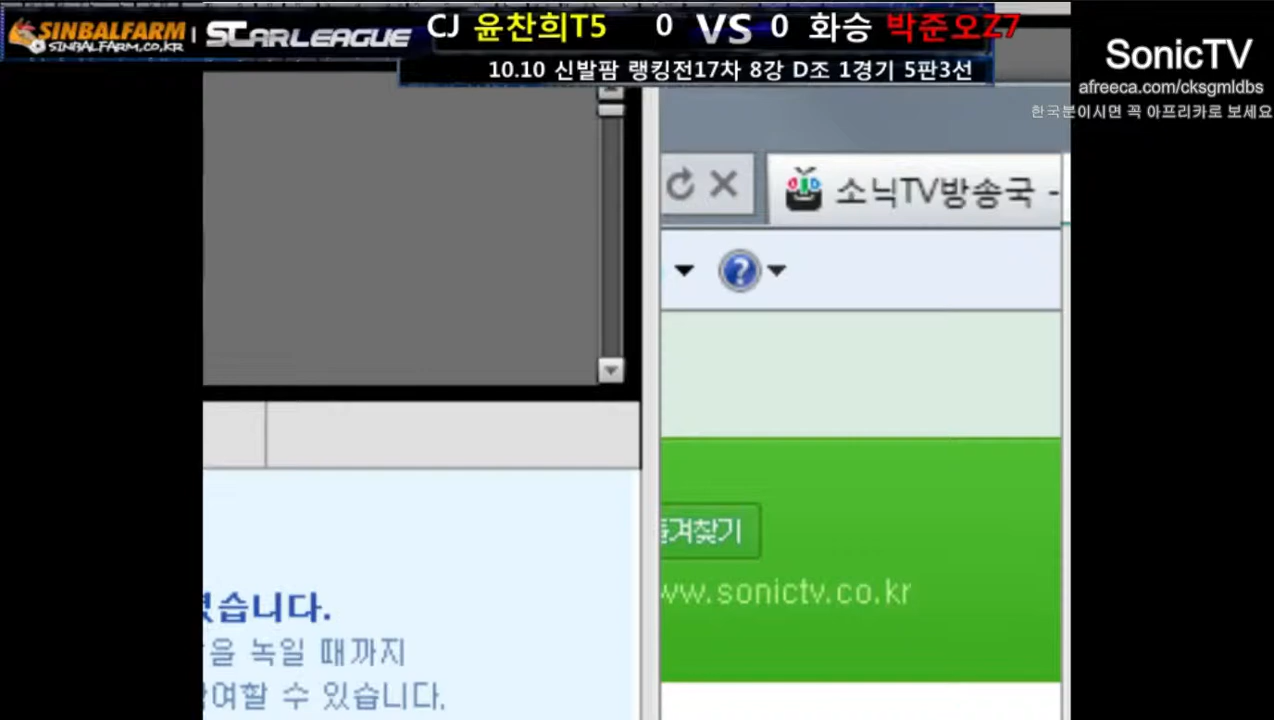 SINBALFARM
SINBALFARM.CO.KR
STARLEAGUE
CJ 윤찬희T5 0 VS 0 화승 박준오Z7
10.10 신발팜 랭킹전17차 8강 D조 1경기 5판3선
SonicTV
afreeca.com/cksgmldbs
한국분이시면 꼭 아프리카로 보세요
소닉TV방송국 -
즐겨찾기
ww.sonictv.co.kr
였습니다.
을 녹일 때까지
참여할 수 있습니다.